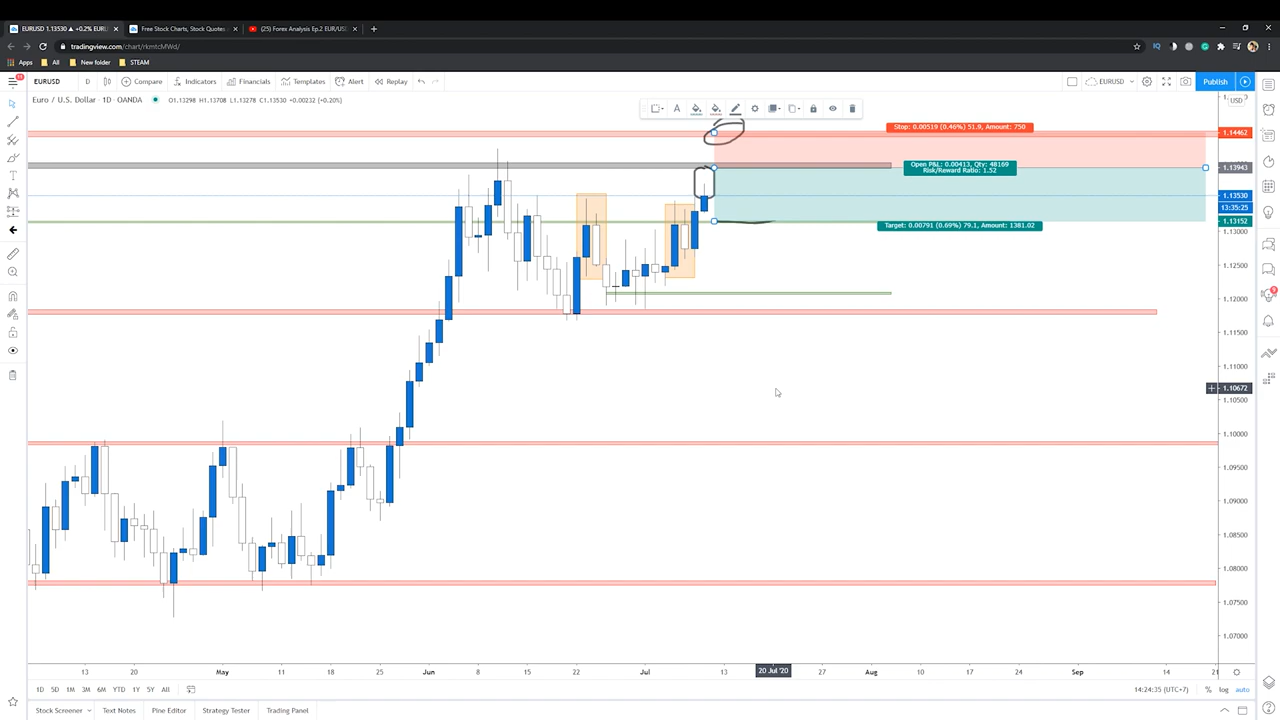 EURUSD 1.13530 ▲ +0.2% EURU
Free Stock Charts, Stock Quotes
(25) Forex Analysis Ep.2 EUR/US
tradingview.com/chart/rkmtcMWd/
Apps
All
New folder
STEAM
EURUSD
D
Compare
Indicators
Financials
Templates
Alert
Replay
EURUSD
Publish
Euro / U.S. Dollar · 1D · OANDA
O1.13298 H1.13708 L1.13278 C1.13530 +0.00232 (+0.20%)
USD
Stop: 0.00519 (0.46%) 51.9, Amount: 750
1.14462
Open P&L: 0.00413, Qty: 48169
Risk/Reward Ratio: 1.52
1.13943
1.13530
13:35:25
1.13152
Target: 0.00791 (0.69%) 79.1, Amount: 1381.02
1.13000
1.12500
1.12000
1.11500
1.11000
1.10672
1.10500
1.10000
1.09500
1.09000
1.08500
1.08000
1.07500
1.07000
13 20 May 11 18 25 Jun 8 15 22 Jul 13 20 Jul '20 27 Aug 10 17 24 Sep 14 21
1D 5D 1M 3M 6M YTD 1Y 5Y All
14:24:35 (UTC+7) % log auto
Stock Screener Text Notes Pine Editor Strategy Tester Trading Panel